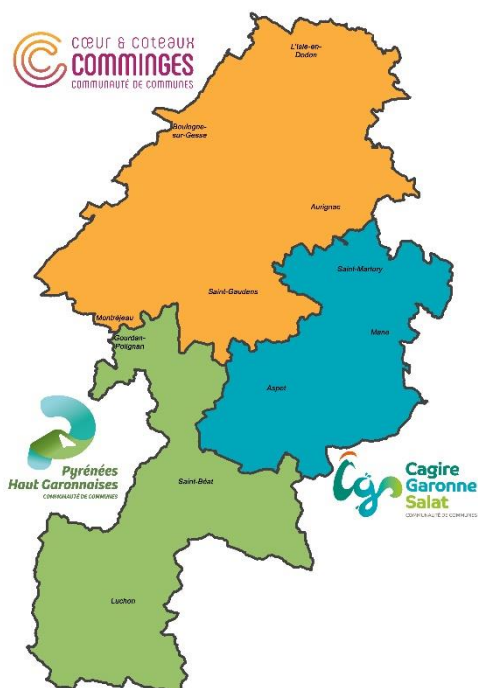 cœur & coteaux
COMMINGES
COMMUNAUTÉ DE COMMUNES
L'Isle-en-
Dodon
Boulogne-
sur-Gesse
Aurignac
Saint-Martory
Saint-Gaudens
Montréjeau
Gourdan-
Polignan
Mane
Aspet
Pyrénées
Haut Garonnaises
COMMUNAUTÉ DE COMMUNES
Saint-Béat
Cagire
Garonne
Salat
COMMUNAUTÉ DE COMMUNES
Luchon